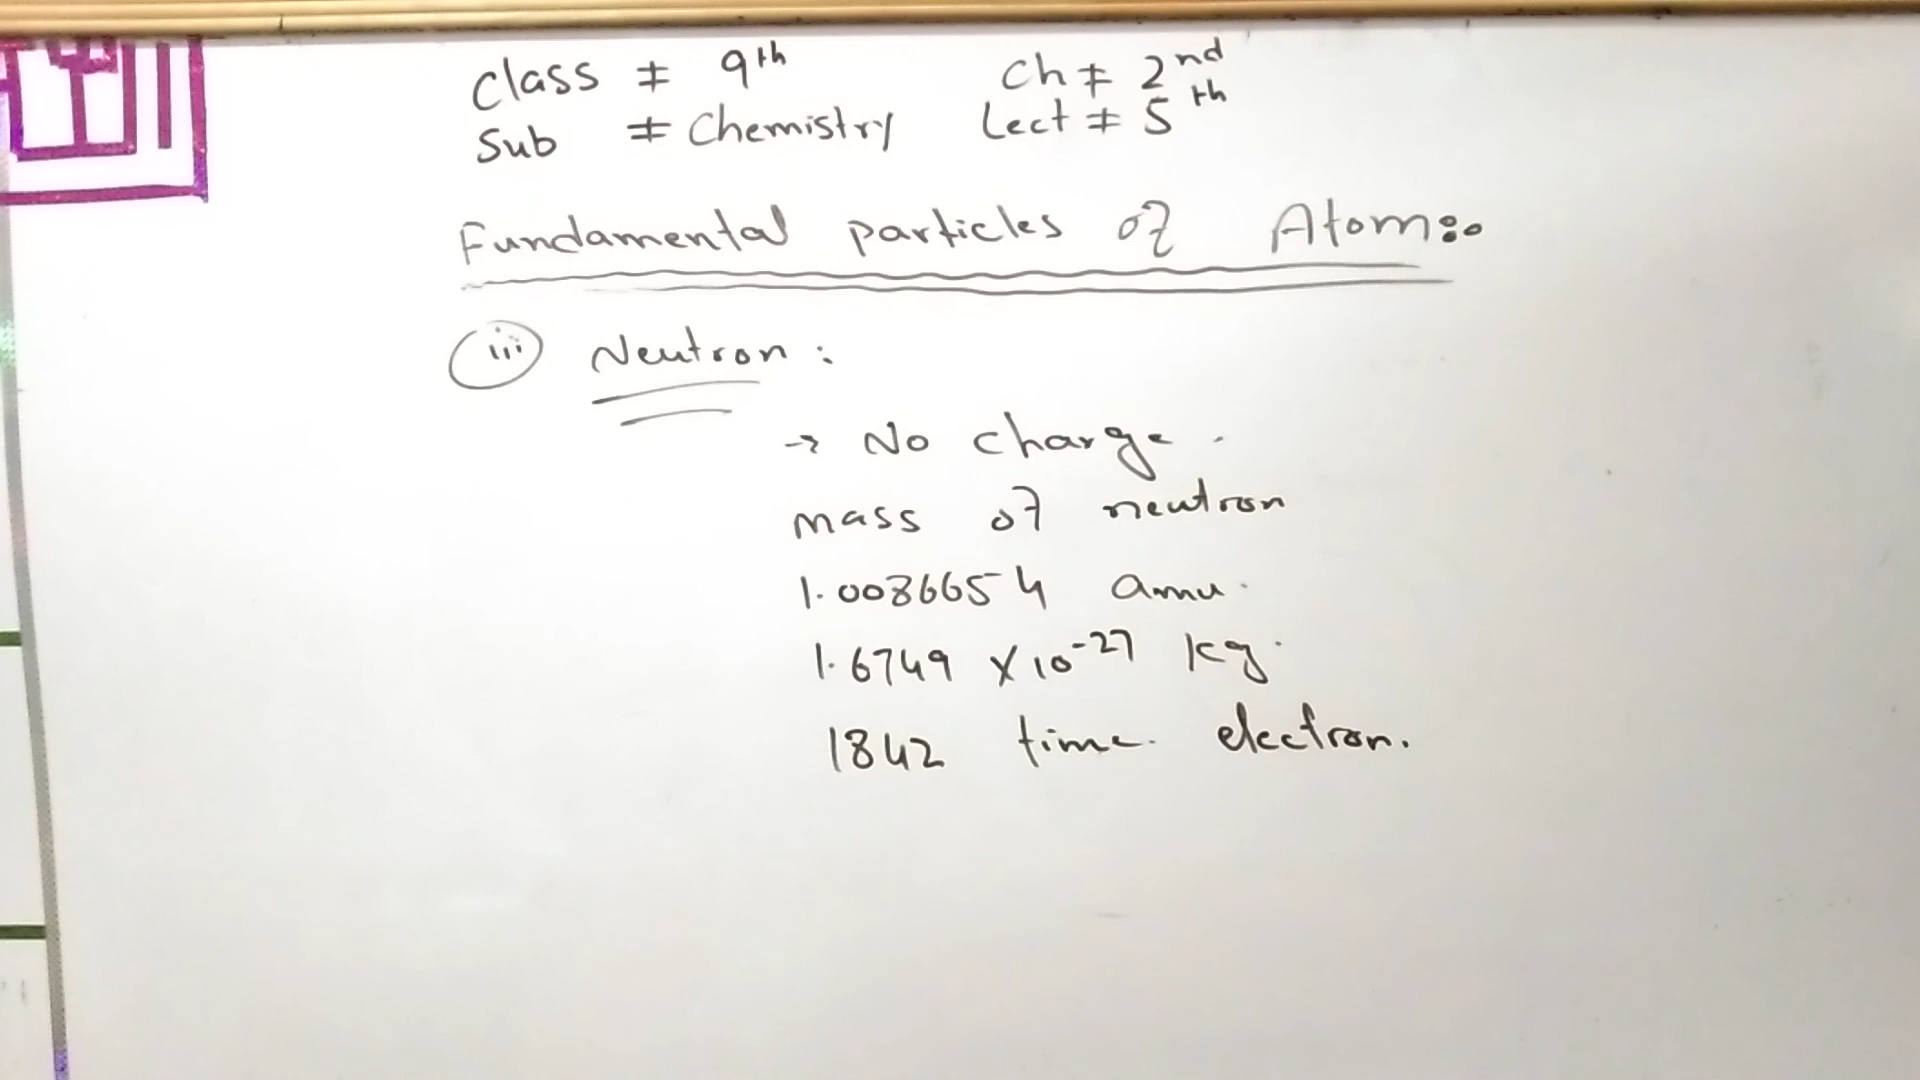 Class # 9th Ch # 2nd
Sub # Chemistry Lect # 5th
Fundamental particles of Atom:-
iii Neutron:
→ No charge.
mass of neutron
1.0086654 amu.
1.6749 x 10-27 kg.
1842 time. electron.